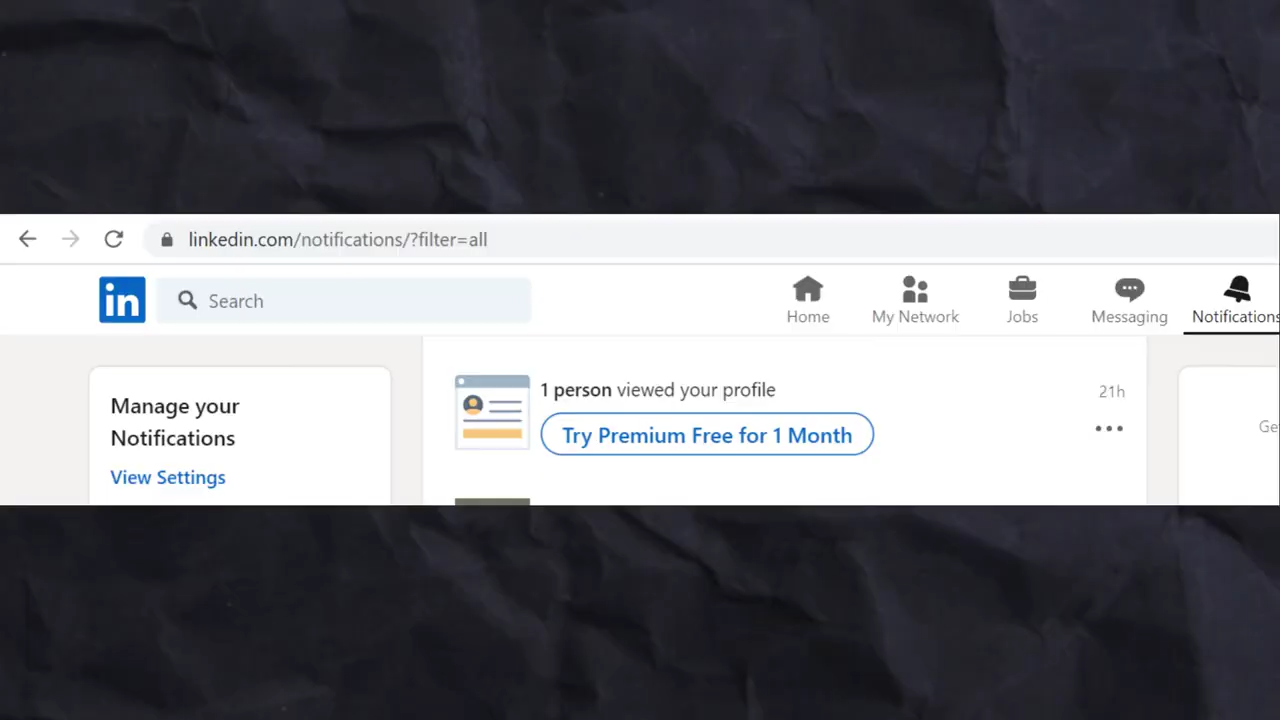 linkedin.com/notifications/?filter=all
in Search Home My Network Jobs Messaging Notifications
Manage your
Notifications
View Settings
1 person viewed your profile 21h
Try Premium Free for 1 Month